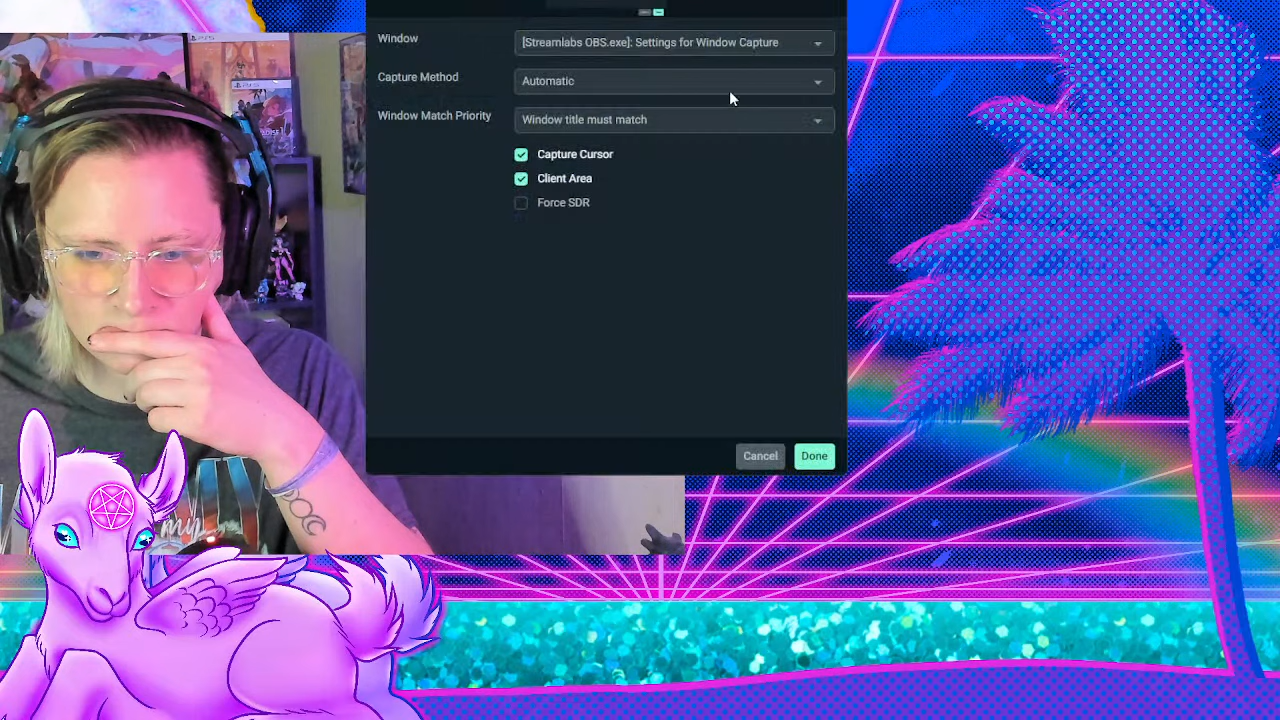 Window
[Streamlabs OBS.exe]: Settings for Window Capture
Capture Method
Automatic
Window Match Priority
Window title must match
Capture Cursor
Client Area
Force SDR
Cancel
Done
my